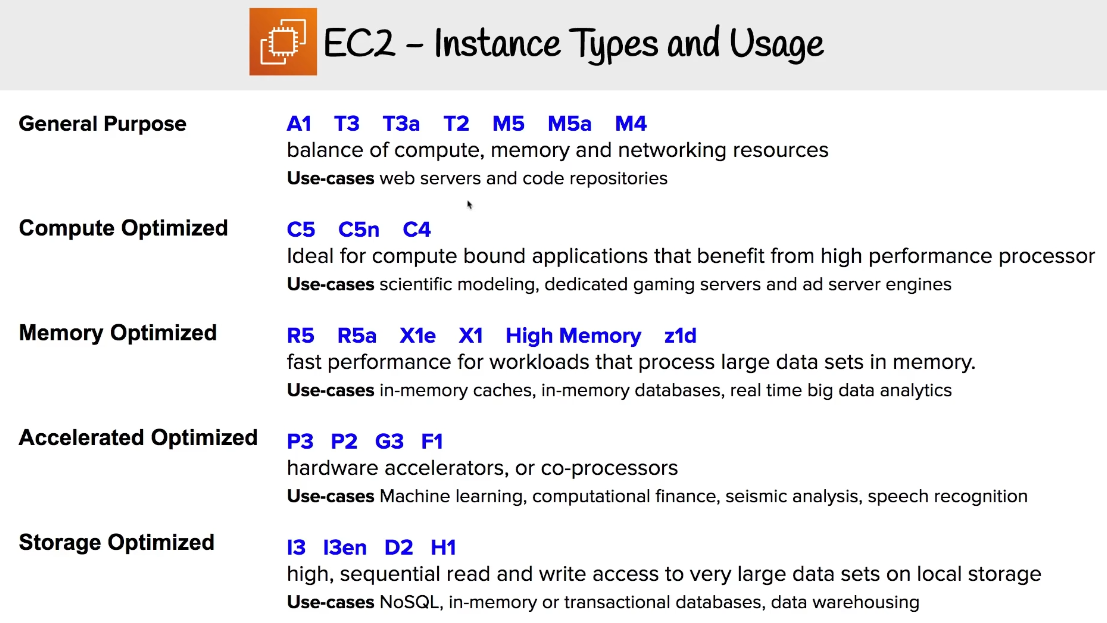 EC2 – Instance Types and Usage
General Purpose
A1 T3 T3a T2 M5 M5a M4
balance of compute, memory and networking resources
Use-cases web servers and code repositories
Compute Optimized
C5 C5n C4
Ideal for compute bound applications that benefit from high performance processor
Use-cases scientific modeling, dedicated gaming servers and ad server engines
Memory Optimized
R5 R5a X1e X1 High Memory z1d
fast performance for workloads that process large data sets in memory.
Use-cases in-memory caches, in-memory databases, real time big data analytics
Accelerated Optimized
P3 P2 G3 F1
hardware accelerators, or co-processors
Use-cases Machine learning, computational finance, seismic analysis, speech recognition
Storage Optimized
I3 I3en D2 H1
high, sequential read and write access to very large data sets on local storage
Use-cases NoSQL, in-memory or transactional databases, data warehousing